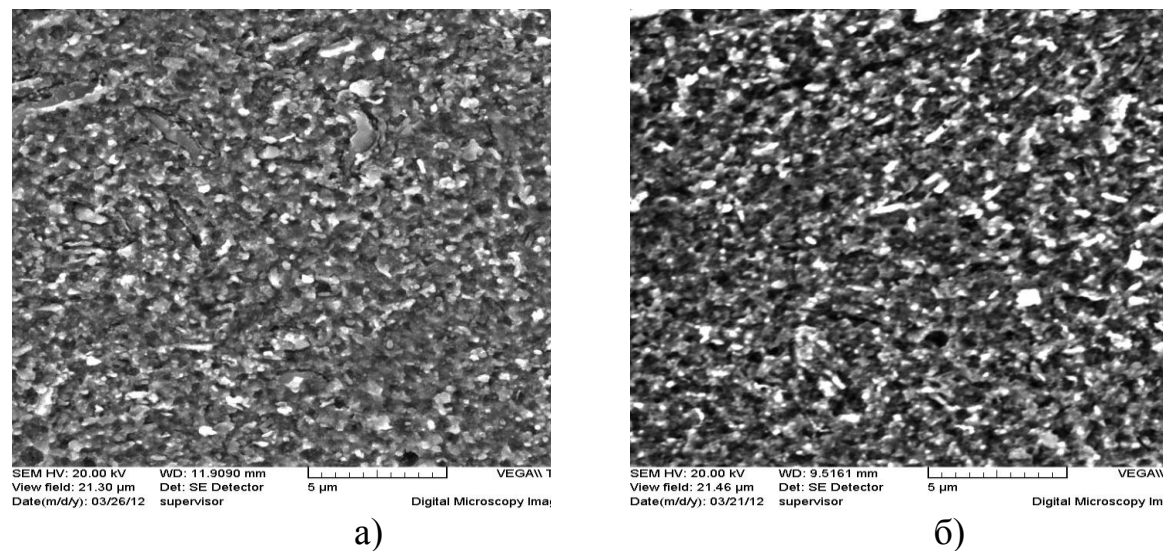 SEM HV: 20.00 kV WD: 11.9090 mm VEGA\\ T
View field: 21.30 µm Det: SE Detector 5 µm
Date(m/d/y): 03/26/12 supervisor Digital Microscopy Imag
а)
SEM HV: 20.00 kV WD: 9.5161 mm VEGA\\
View field: 21.46 µm Det: SE Detector 5 µm
Date(m/d/y): 03/21/12 supervisor Digital Microscopy Im
б)